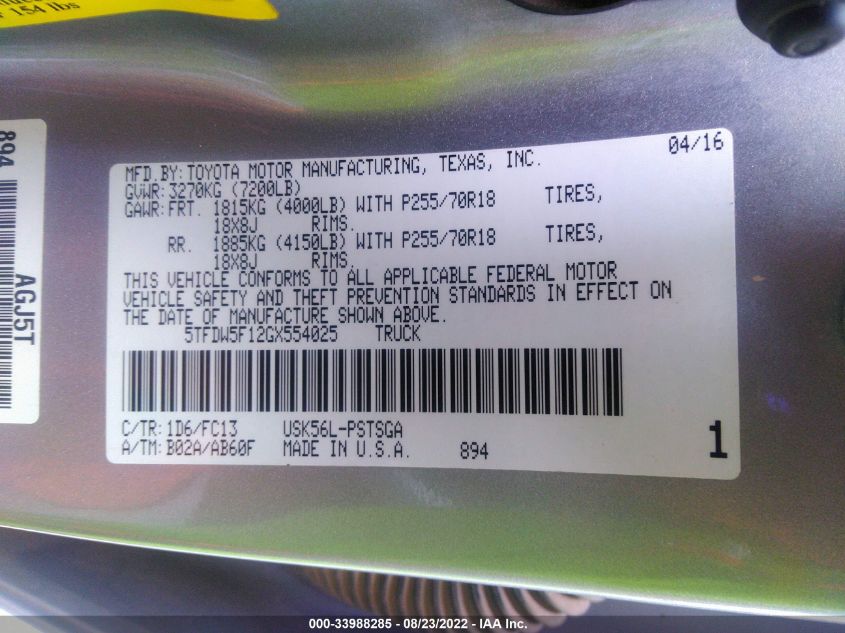 154 lbs
894
AGJ5T
04/16
MFD.BY: TOYOTA MOTOR MANUFACTURING, TEXAS, INC.
GVWR: 3270KG (7200LB)
GAWR: FRT. 1815KG (4000LB) WITH P255/70R18 TIRES,
18X8J RIMS.
RR. 1885KG (4150LB) WITH P255/70R18 TIRES,
18X8J RIMS.
THIS VEHICLE CONFORMS TO ALL APPLICABLE FEDERAL MOTOR
VEHICLE SAFETY AND THEFT PREVENTION STANDARDS IN EFFECT ON
THE DATE OF MANUFACTURE SHOWN ABOVE.
5TFDW5F12GX554025 TRUCK
C/TR: 1D6/FC13 USK56L-PSTSGA
A/TM: B02A/AB60F MADE IN U.S.A. 894
1
000-33988285 - 08/23/2022 - IAA Inc.